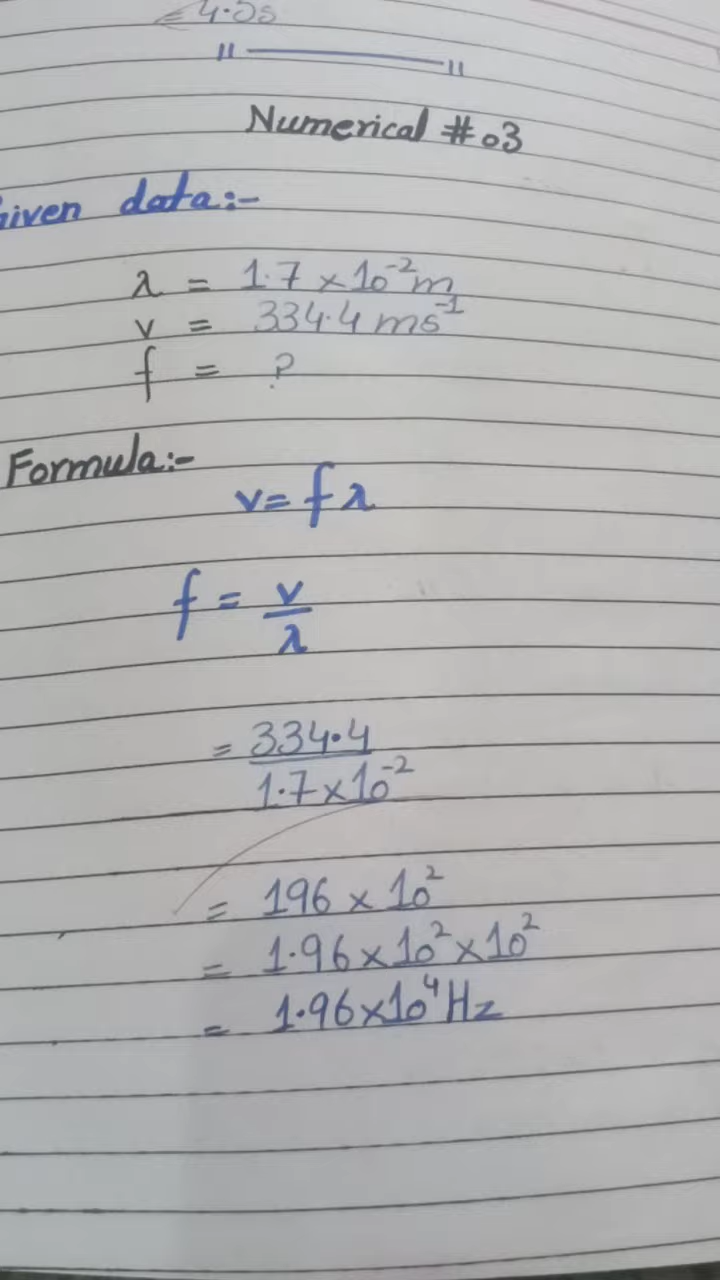 = 4.5s
Numerical # 03
Given data:-
λ = 1.7 × 10⁻² m
v = 334.4 ms⁻¹
f = ?
Formula:-
v = fλ
f = v/λ
= 334.4 / 1.7 × 10⁻²
= 196 × 10²
= 1.96 × 10² × 10²
= 1.96 × 10⁴ Hz